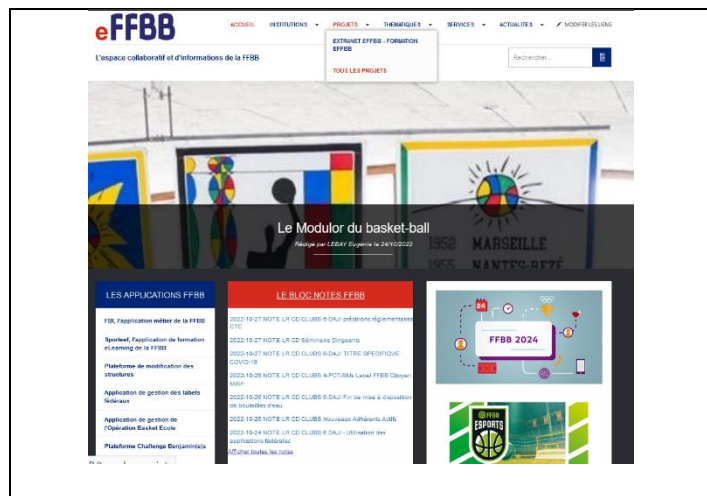 eFFBB
ACCUEIL INSTITUTIONS PROJETS THEMATIQUES SERVICES ACTUALITES MODIFIER LES LIENS
EXTRANET EFFBB - FORMATION
EFFBB
TOUS LES PROJETS
L'espace collaboratif et d'informations de la FFBB
Rechercher...
1952 MARSEILLE
1955 NANTES-REZÉ
Le Modulor du basket-ball
Rédigé par LEBAY Eugénie le 24/10/2022
LES APPLICATIONS FFBB
FBI, l'application métier de la FFBB
Sporteef, l'application de formation
eLearning de la FFBB
Plateforme de modification des
structures
Application de gestion des labels
fédéraux
Application de gestion de
l'Opération Basket Ecole
Plateforme Challenge Benjamin(e)s
LE BLOC NOTES FFBB
2022-10-27 NOTE LR CD CLUBS 6-DAJI précisions réglementaires
CTC
2022-10-27 NOTE LR CD Séminaire Dirigeants
2022-10-27 NOTE LR CD CLUBS 6-DAJI TITRE SPECIFIQUE
COVID-19
2022-10-26 NOTE LR CD CLUBS Label FFBB Citoyen
MAIF
2022-10-26 NOTE LR CD CLUBS 6-DAJI Fin de mise à disposition
de bouteilles d'eau
2022-10-26 NOTE LR CD CLUBS Nouveaux Adhérents Actifs
2022-10-24 NOTE LR CD CLUBS 6 DAJI - Utilisation des
applications fédérales
Afficher toutes les notes
24
FFBB 2024
FFBB
ESPORTS